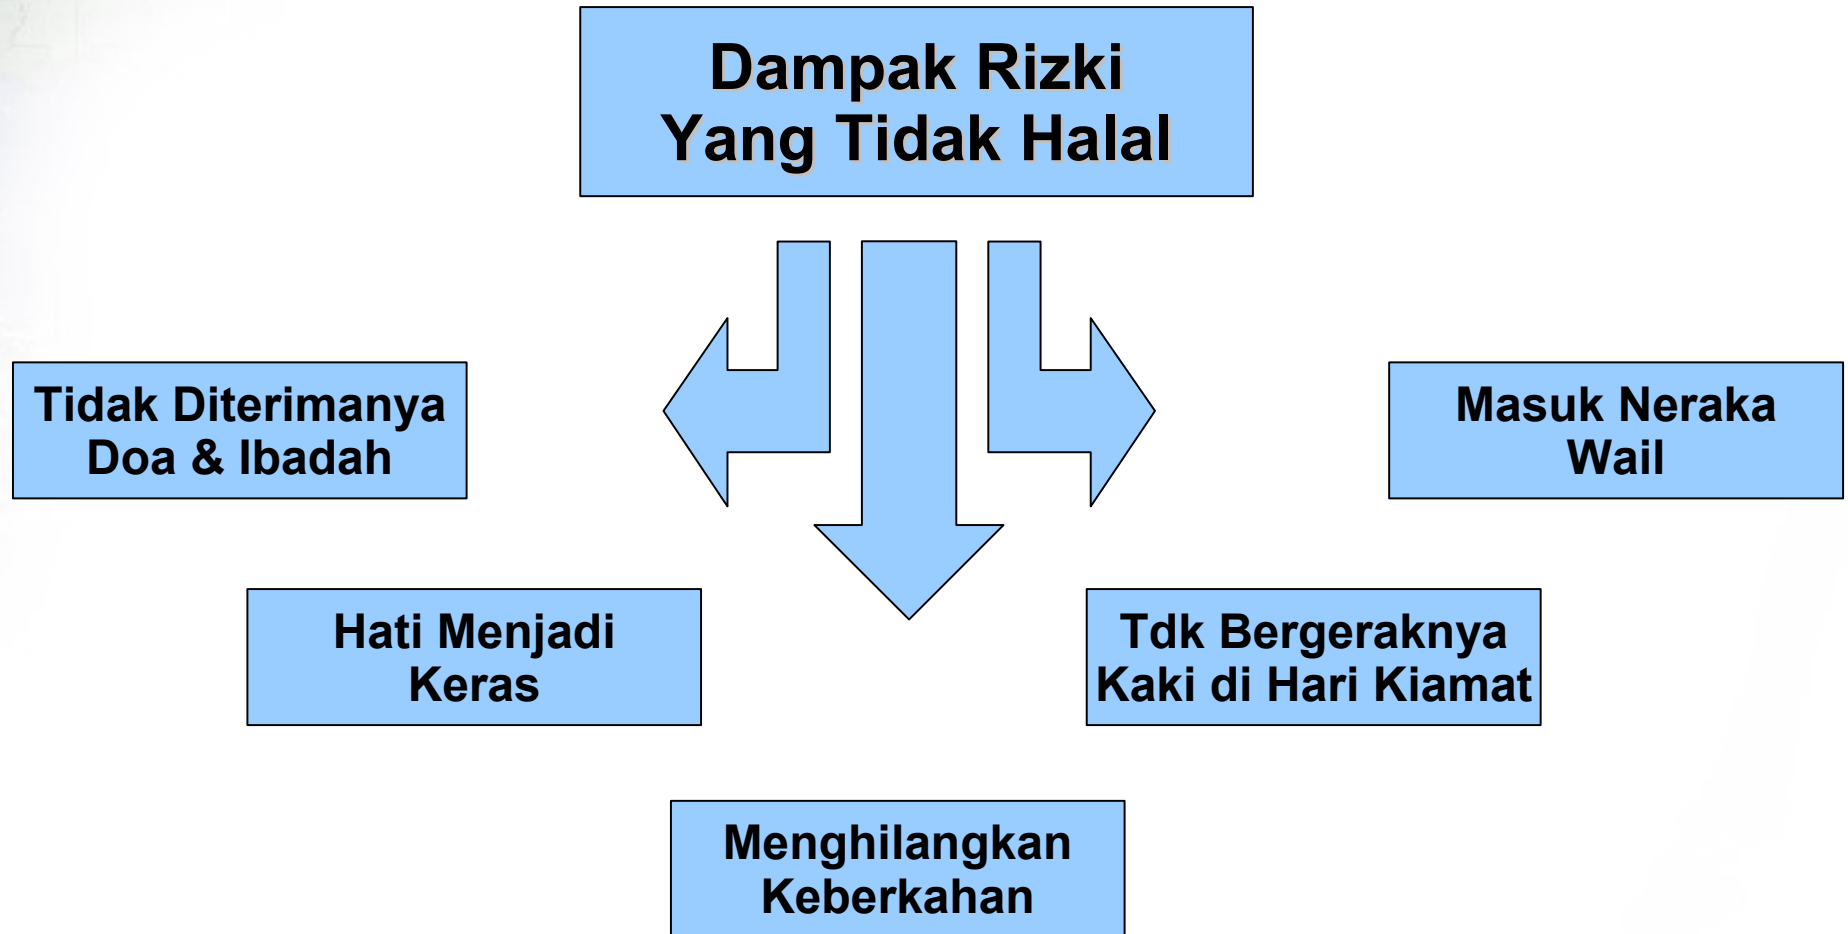 Dampak Rizki
Yang Tidak Halal
Tidak Diterimanya
Doa & Ibadah
Masuk Neraka
Wail
Hati Menjadi
Keras
Tdk Bergeraknya
Kaki di Hari Kiamat
Menghilangkan
Keberkahan